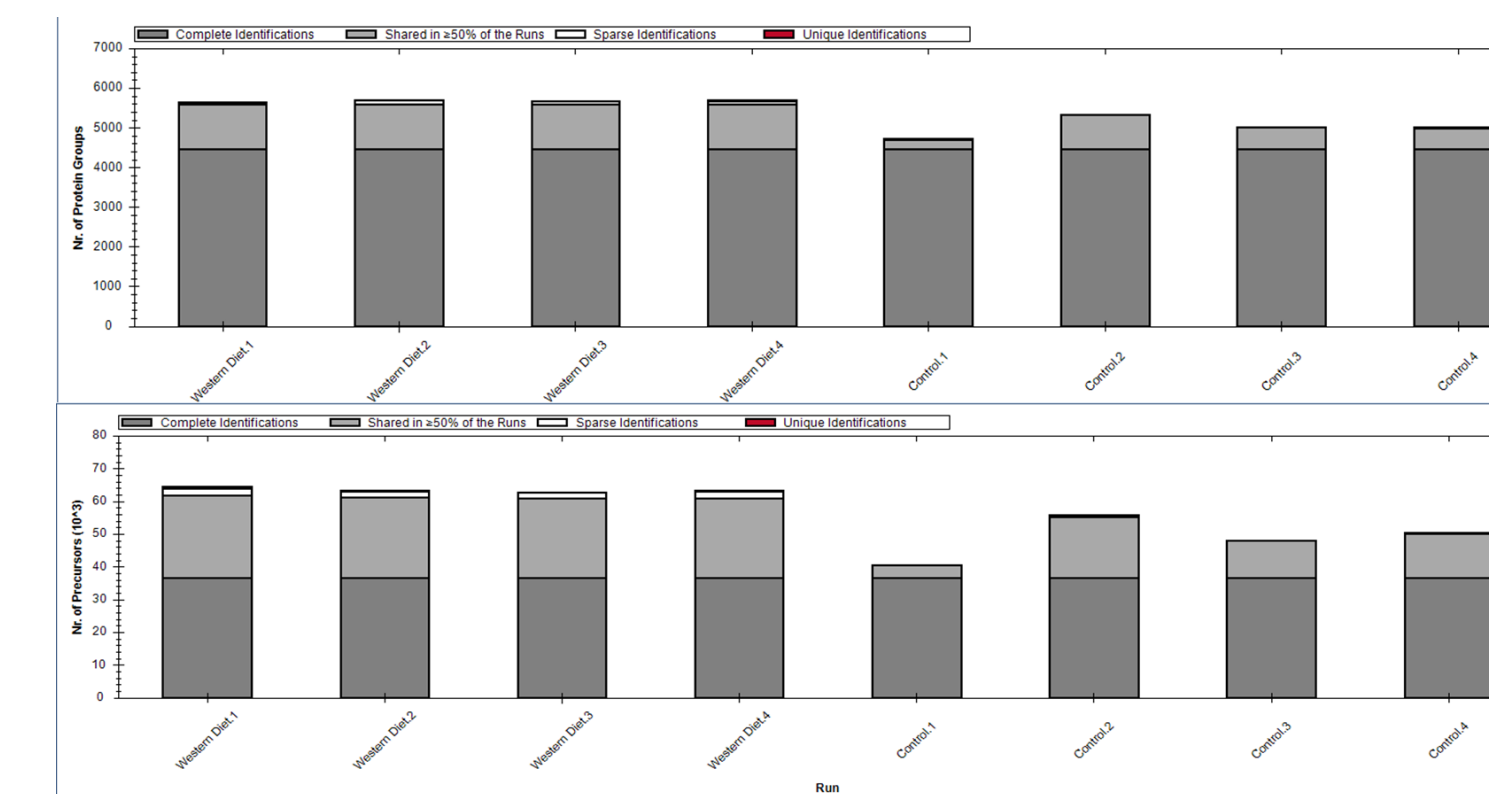 Complete Identifications Shared in ≥50% of the Runs Sparse Identifications Unique Identifications
7000
6000
5000
4000
3000
2000
1000
0
Nr. of Protein Groups
Western Diet.1 Western Diet.2 Western Diet.3 Western Diet.4 Control.1 Control.2 Control.3 Control.4
Complete Identifications Shared in ≥50% of the Runs Sparse Identifications Unique Identifications
80
70
60
50
40
30
20
10
0
Nr. of Precursors (10^3)
Western Diet.1 Western Diet.2 Western Diet.3 Western Diet.4 Control.1 Control.2 Control.3 Control.4
Run